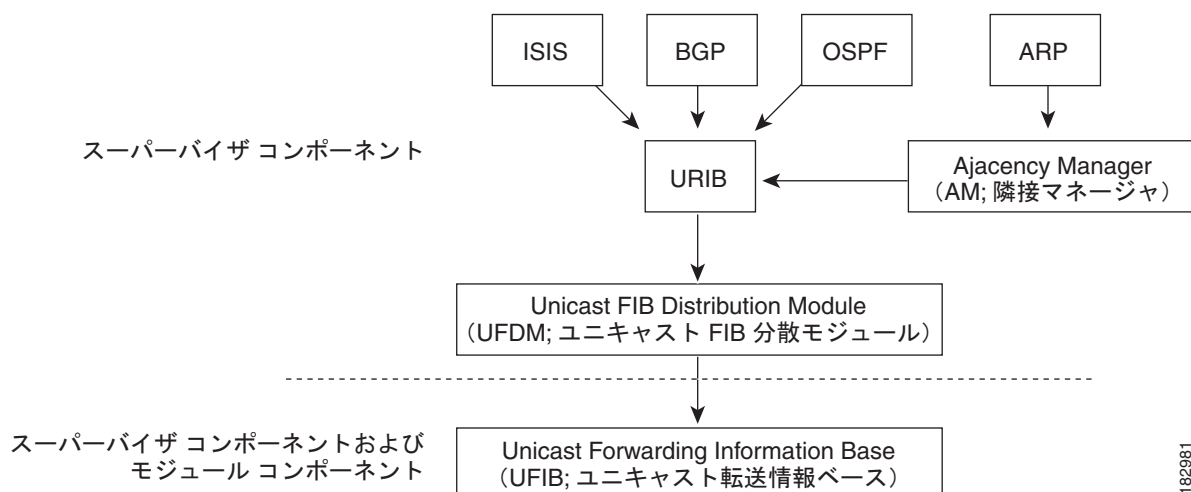 ISIS
BGP
OSPF
ARP
スーパーバイザ コンポーネント
URIB
Ajacency Manager
（AM; 隣接マネージャ）
Unicast FIB Distribution Module
（UFDM; ユニキャスト FIB 分散モジュール）
スーパーバイザ コンポーネントおよび
モジュール コンポーネント
Unicast Forwarding Information Base
（UFIB; ユニキャスト転送情報ベース）
182981